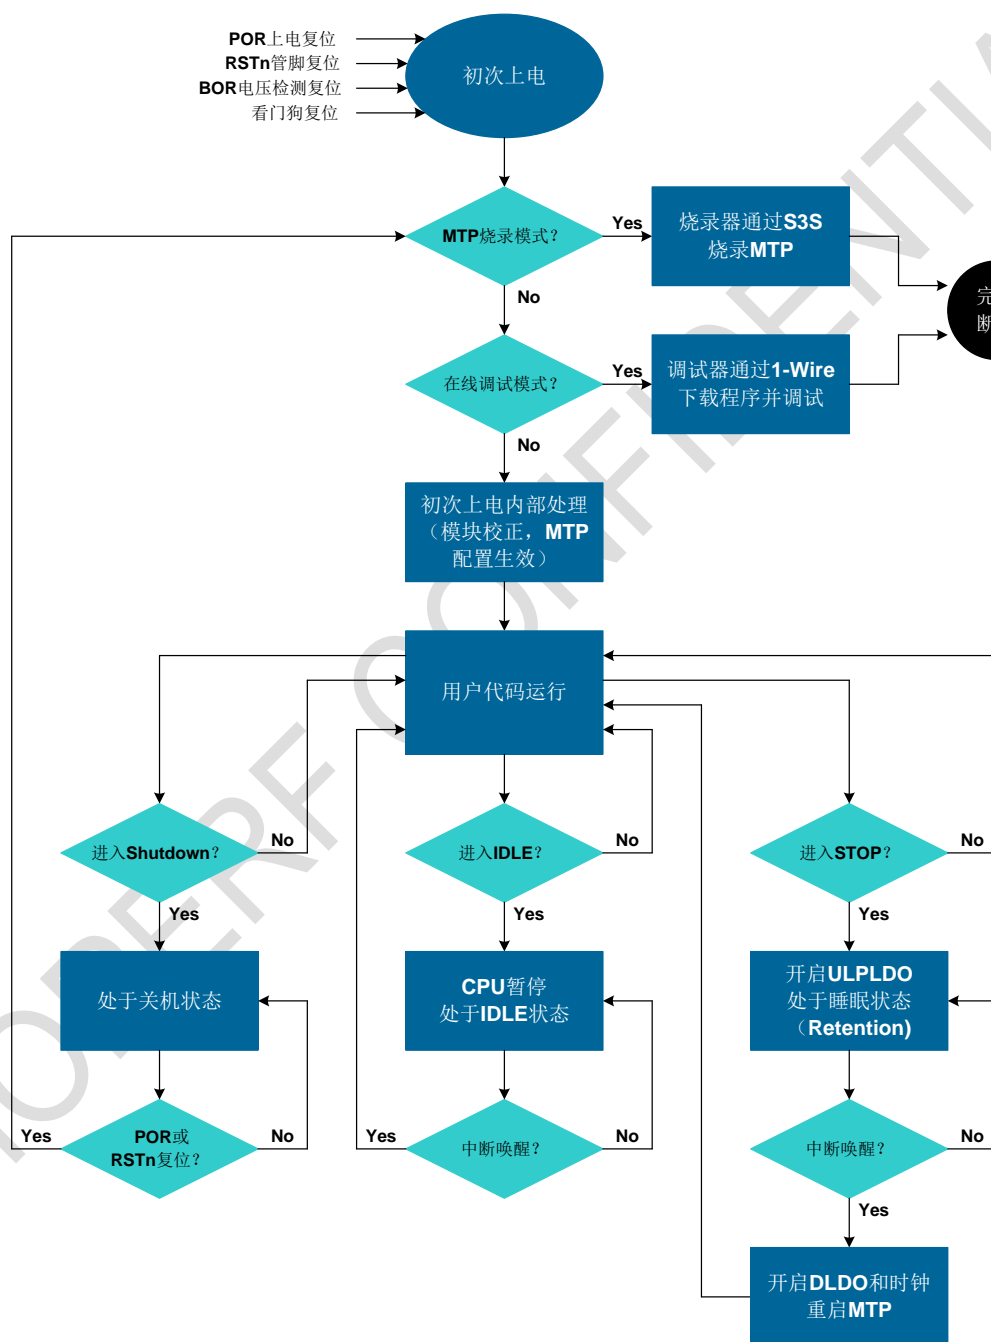 POR上电复位
RSTn管脚复位
BOR电压检测复位
看门狗复位
初次上电
MTP烧录模式?
Yes
烧录器通过S3S
烧录MTP
No
完
断
在线调试模式?
Yes
调试器通过1-Wire
下载程序并调试
No
初次上电内部处理
(模块校正，MTP
配置生效)
用户代码运行
进入Shutdown?
No
进入IDLE?
No
进入STOP?
No
Yes
Yes
Yes
处于关机状态
CPU暂停
处于IDLE状态
开启ULPLDO
处于睡眠状态
（Retention)
Yes
POR或
RSTn复位?
No
Yes
中断唤醒?
No
中断唤醒?
No
Yes
开启DLDO和时钟
重启MTP